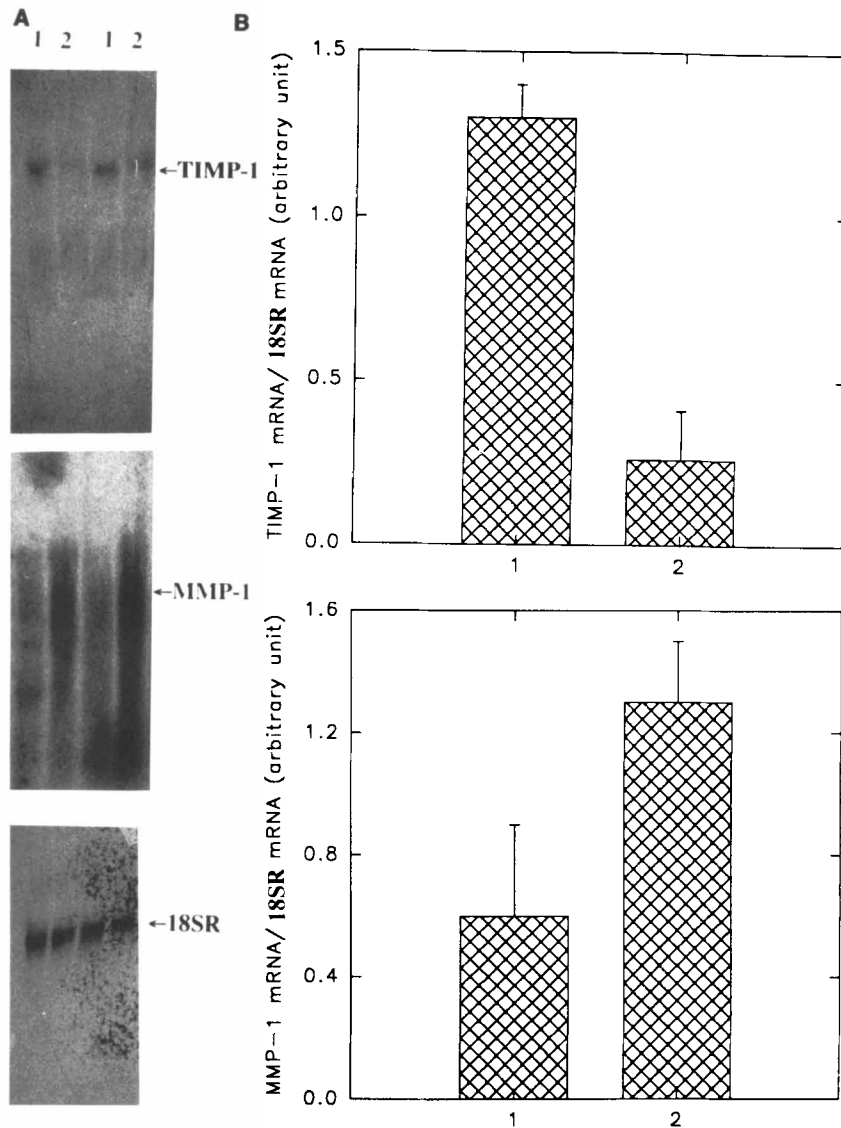 A
1 2 1 2
←TIMP-1
←MMP-1
←18SR
B
TIMP-1 mRNA/ 18SR mRNA (arbitrary unit)
1.5
1.0
0.5
0.0
1 2
MMP-1 mRNA/ 18SR mRNA (arbitrary unit)
1.6
1.2
0.8
0.4
0.0
1 2